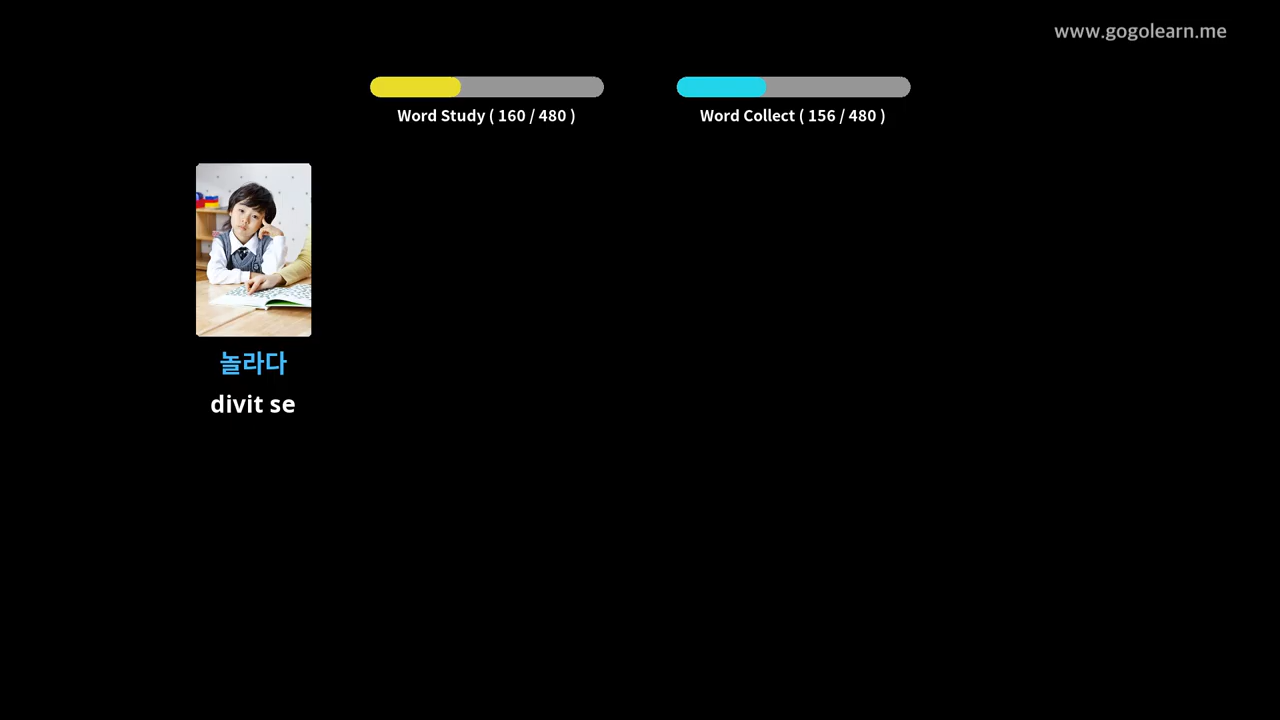 www.gogolearn.me
Word Study ( 160 / 480 )
Word Collect ( 156 / 480 )
놀라다
divit se